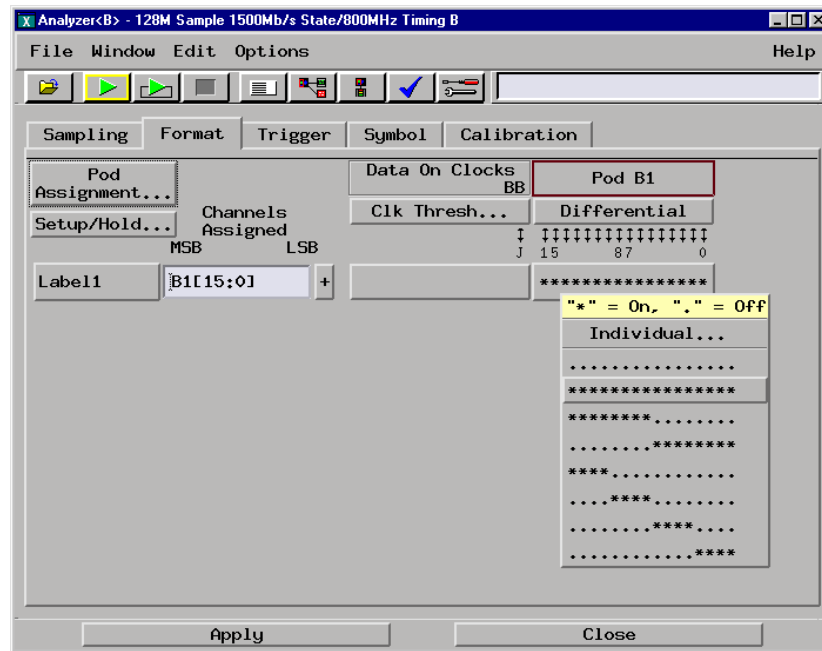 Analyzer<B> - 128M Sample 1500Mb/s State/800MHz Timing B
File Window Edit Options Help
Sampling Format Trigger Symbol Calibration
Pod Assignment...
Data On Clocks BB
Pod B1
Setup/Hold...
Channels Assigned
MSB LSB
Clk Thresh...
Differential
J 15 87 0
Label1 B1[15:0] + ****************
"*" = On, "." = Off
Individual...
................
****************
********........
........********
****............
....****........
........****....
............****
Apply Close